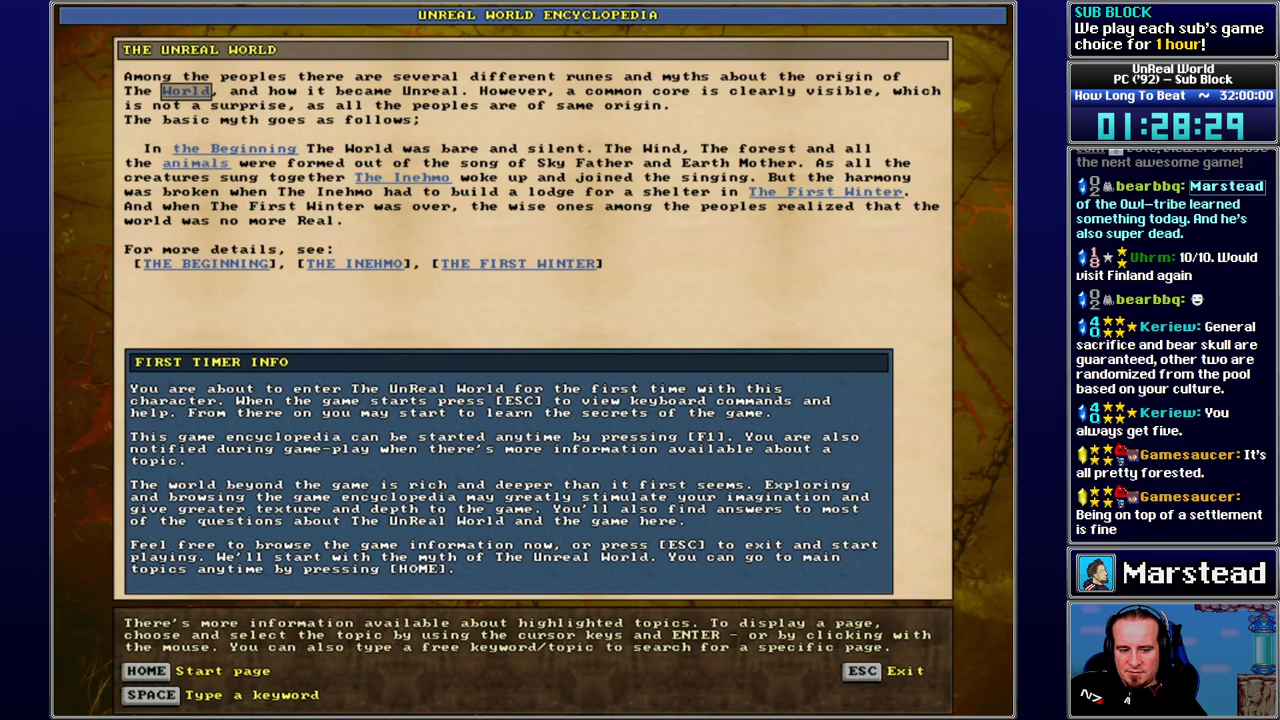 UNREAL WORLD ENCYCLOPEDIA
THE UNREAL WORLD
Among the peoples there are several different runes and myths about the origin of
The World, and how it became Unreal. However, a common core is clearly visible, which
is not a surprise, as all the peoples are of same origin.
The basic myth goes as follows;
In the Beginning The World was bare and silent. The Wind, The forest and all
the animals were formed out of the song of Sky Father and Earth Mother. As all the
creatures sung together The Inehmo woke up and joined the singing. But the harmony
was broken when The Inehmo had to build a lodge for a shelter in The First Winter.
And when The First Winter was over, the wise ones among the peoples realized that the
world was no more Real.
For more details, see:
[THE BEGINNING], [THE INEHMO], [THE FIRST WINTER]
FIRST TIMER INFO
You are about to enter The UnReal World for the first time with this
character. When the game starts press [ESC] to view keyboard commands and
help. From there on you may start to learn the secrets of the game.
This game encyclopedia can be started anytime by pressing [F1]. You are also
notified during game-play when there's more information available about a
topic.
The world beyond the game is rich and deeper than it first seems. Exploring
and browsing the game encyclopedia may greatly stimulate your imagination and
give greater texture and depth to the game. You'll also find answers to most
of the questions about The UnReal World and the game here.
Feel free to browse the game information now, or press [ESC] to exit and start
playing. We'll start with the myth of The Unreal World. You can go to main
topics anytime by pressing [HOME].
There's more information available about highlighted topics. To display a page,
choose and select the topic by using the cursor keys and ENTER - or by clicking with
the mouse. You can also type a free keyword/topic to search for a specific page.
HOME Start page
ESC Exit
SPACE Type a keyword
SUB BLOCK
We play each sub's game
choice for 1 hour!
UnReal World
PC ('92) – Sub Block
How Long To Beat ~ 32:00:00
01:28:29
the next awesome game!
bearbbq: Marstead
of the Owl-tribe learned
something today. And he's
also super dead.
Uhrm: 10/10. Would
visit Finland again
bearbbq:
Keriew: General
sacrifice and bear skull are
guaranteed, other two are
randomized from the pool
based on your culture.
Keriew: You
always get five.
Gamesaucer: It's
all pretty forested.
Gamesaucer:
Being on top of a settlement
is fine
Marstead